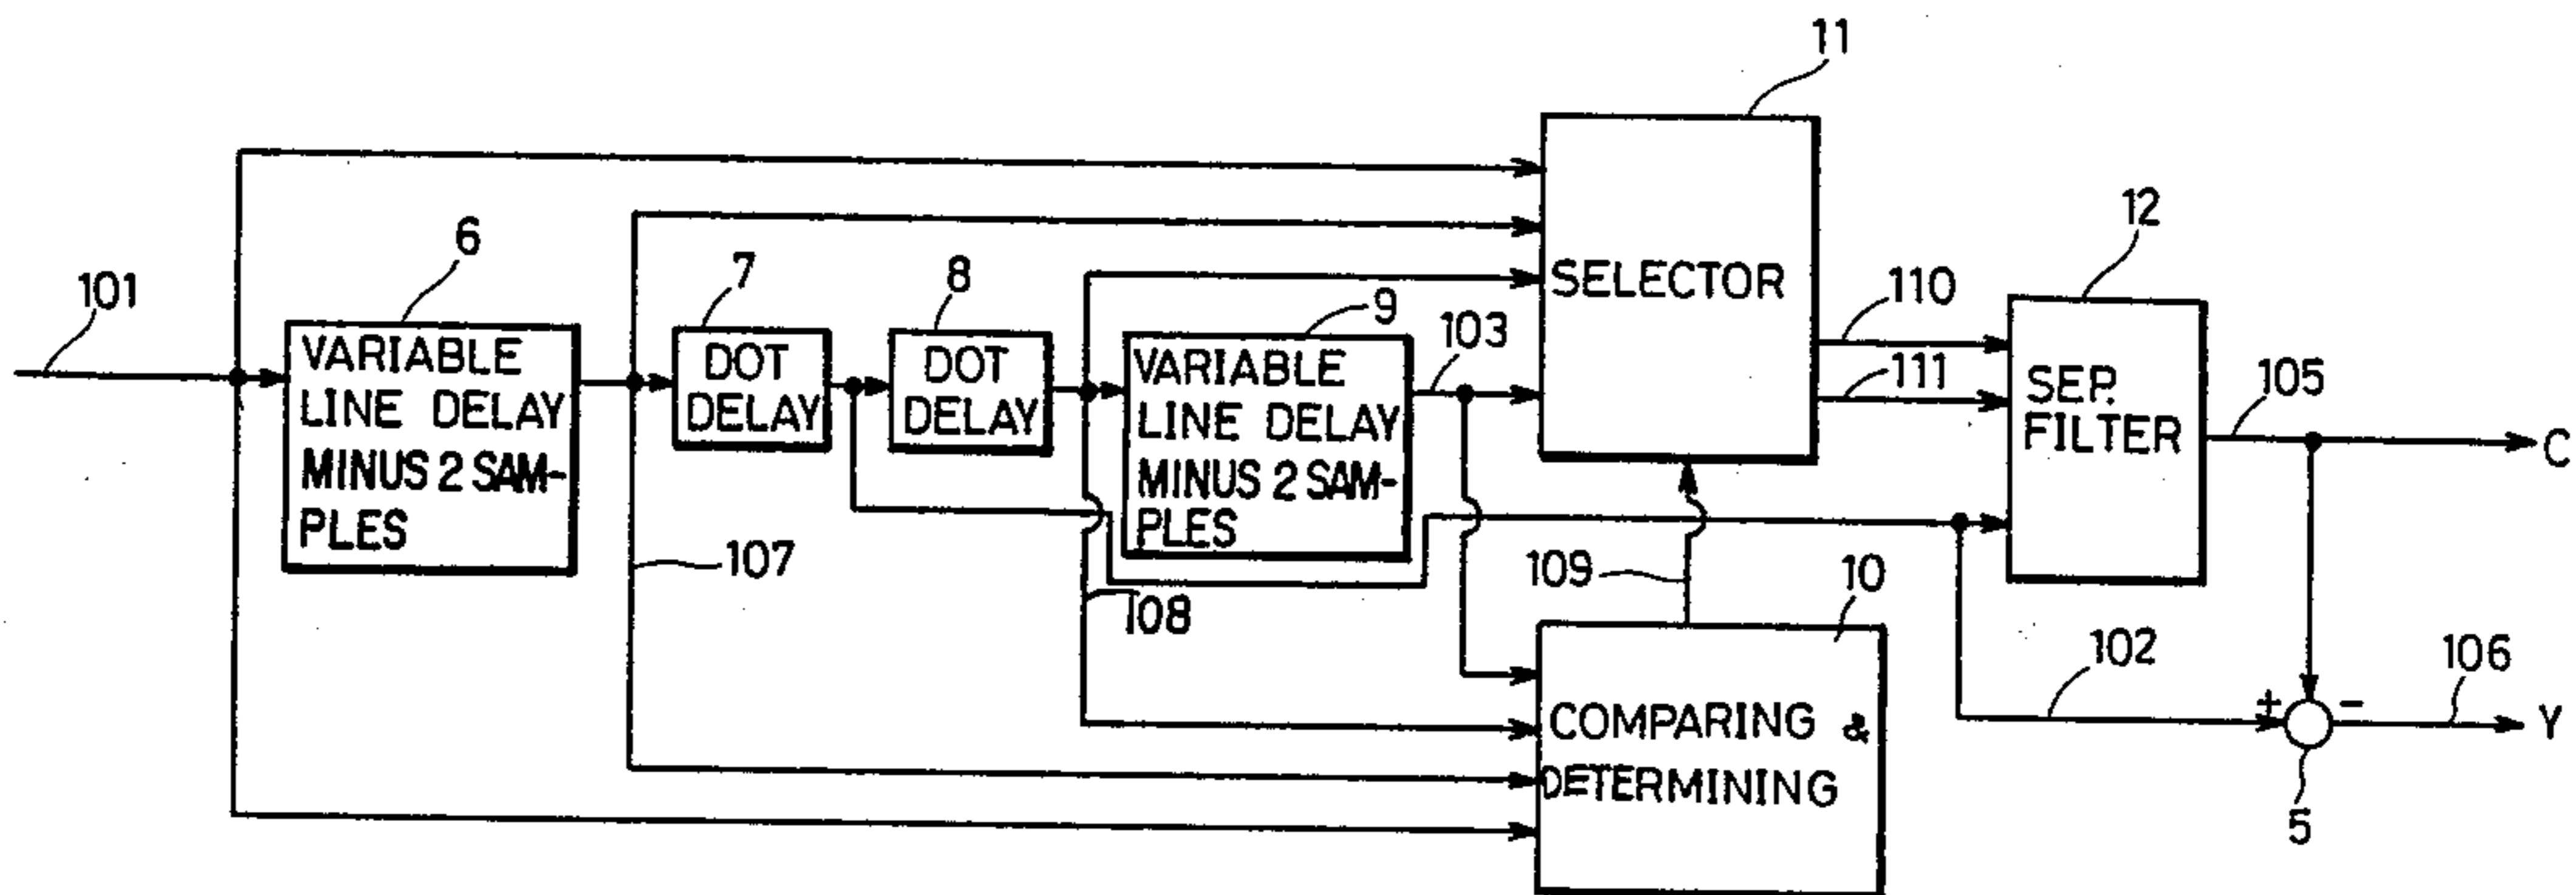 11
12
6
7
8
9
101
SELECTOR
110
103
111
105
VARIABLE
LINE DELAY
MINUS 2 SAM-
PLES
DOT
DELAY
DOT
DELAY
VARIABLE
LINE DELAY
MINUS 2 SAM-
PLES
SEP.
FILTER
C
107
108
109
10
102
106
COMPARING &
DETERMINING
+
-
Y
5